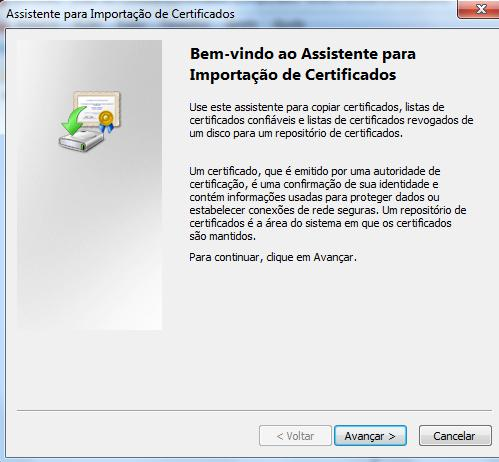 Assistente para Importação de Certificados
Bem-vindo ao Assistente para
Importação de Certificados
Use este assistente para copiar certificados, listas de
certificados confiáveis e listas de certificados revogados de
um disco para um repositório de certificados.
Um certificado, que é emitido por uma autoridade de
certificação, é uma confirmação de sua identidade e
contém informações usadas para proteger dados ou
estabelecer conexões de rede seguras. Um repositório de
certificados é a área do sistema em que os certificados
são mantidos.
Para continuar, clique em Avançar.
< Voltar
Avançar >
Cancelar